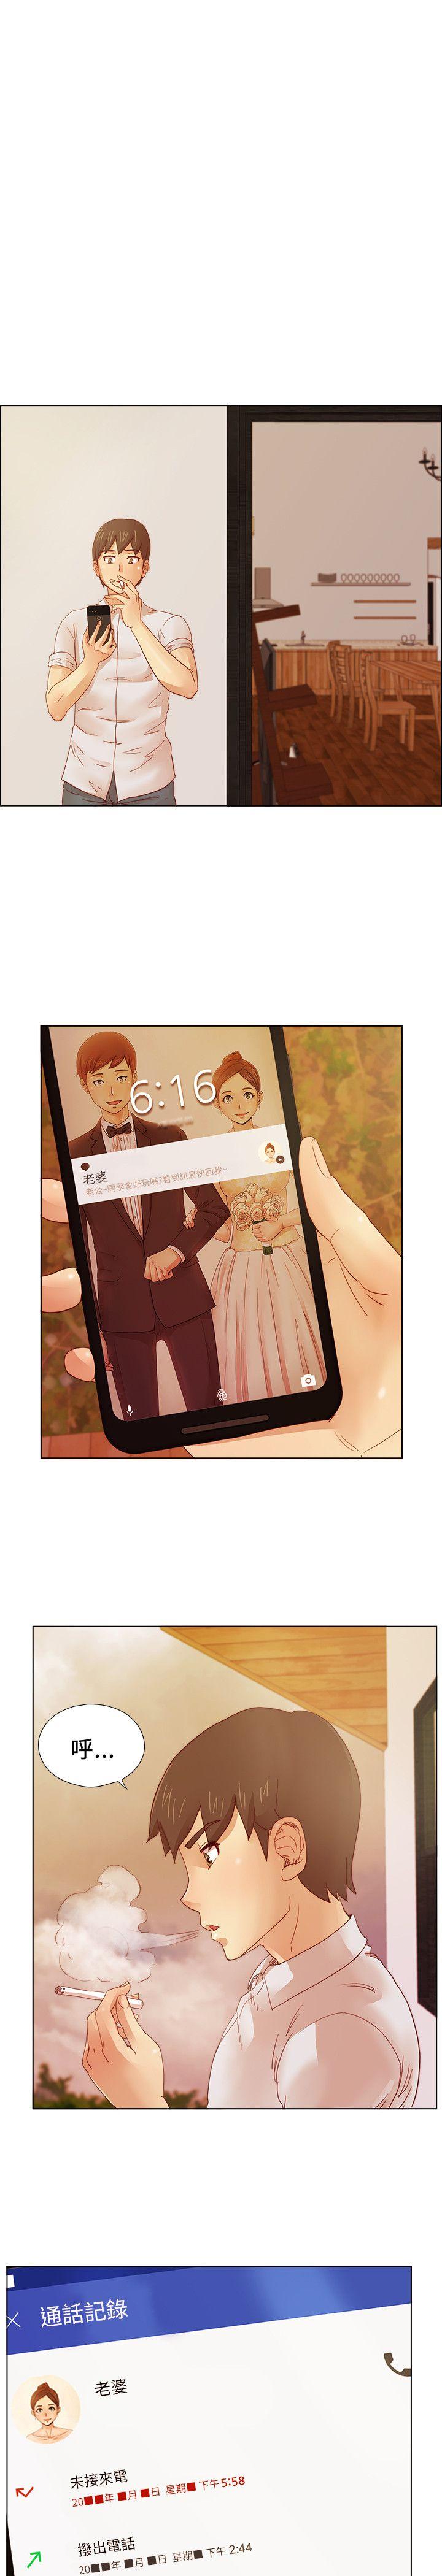 6:16
老婆
老公~同學會好玩嗎?看到訊息快回我~
呼...
通話記錄
老婆
未接來電
20■■年 ■月 ■日 星期■ 下午5:58
撥出電話
20■■年 ■月 ■日 星期■ 下午 2:44